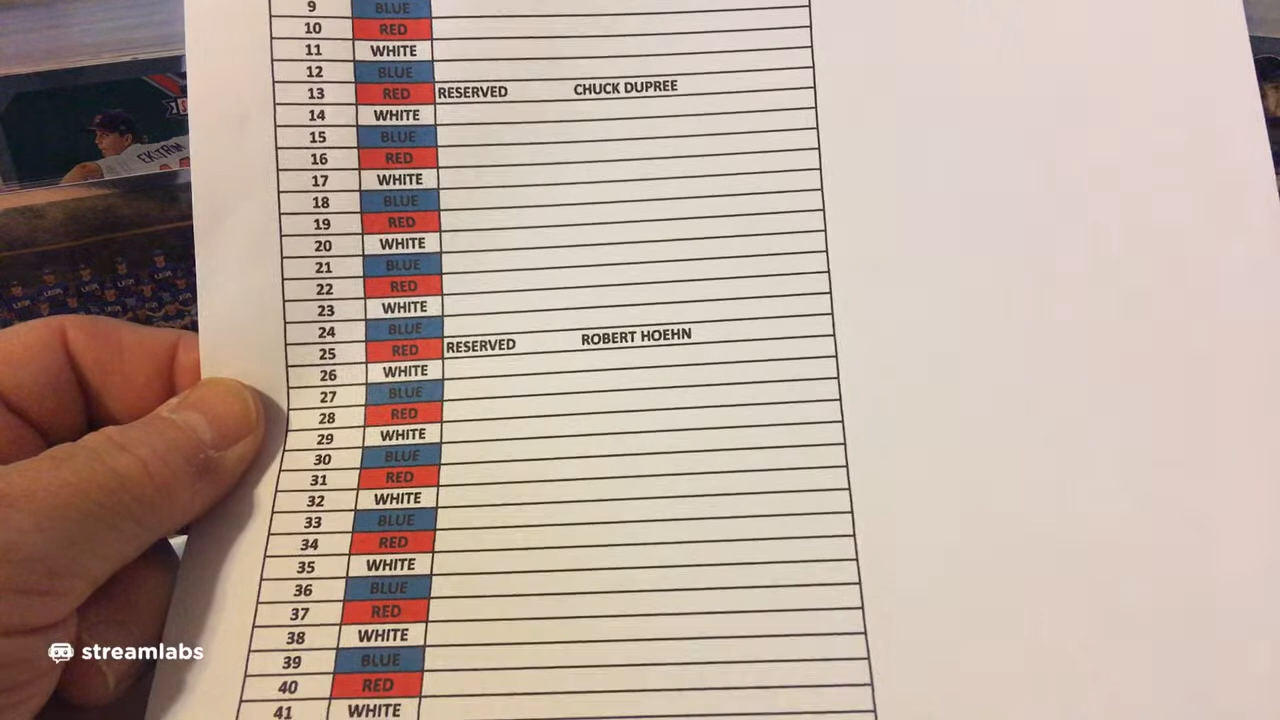 9 BLUE
10 RED
11 WHITE
12 BLUE
13 RED RESERVED CHUCK DUPREE
14 WHITE
15 BLUE
16 RED
17 WHITE
18 BLUE
19 RED
20 WHITE
21 BLUE
22 RED
23 WHITE
24 BLUE
25 RED RESERVED ROBERT HOEHN
26 WHITE
27 BLUE
28 RED
29 WHITE
30 BLUE
31 RED
32 WHITE
33 BLUE
34 RED
35 WHITE
36 BLUE
37 RED
38 WHITE
39 BLUE
40 RED
41 WHITE
streamlabs